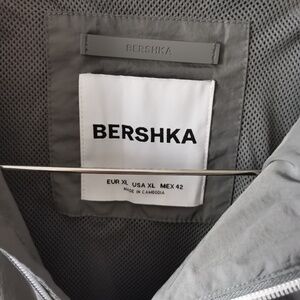 BERSHKA
BERSHKA
EUR XL USA XL MEX 42
MADE IN CAMBODIA